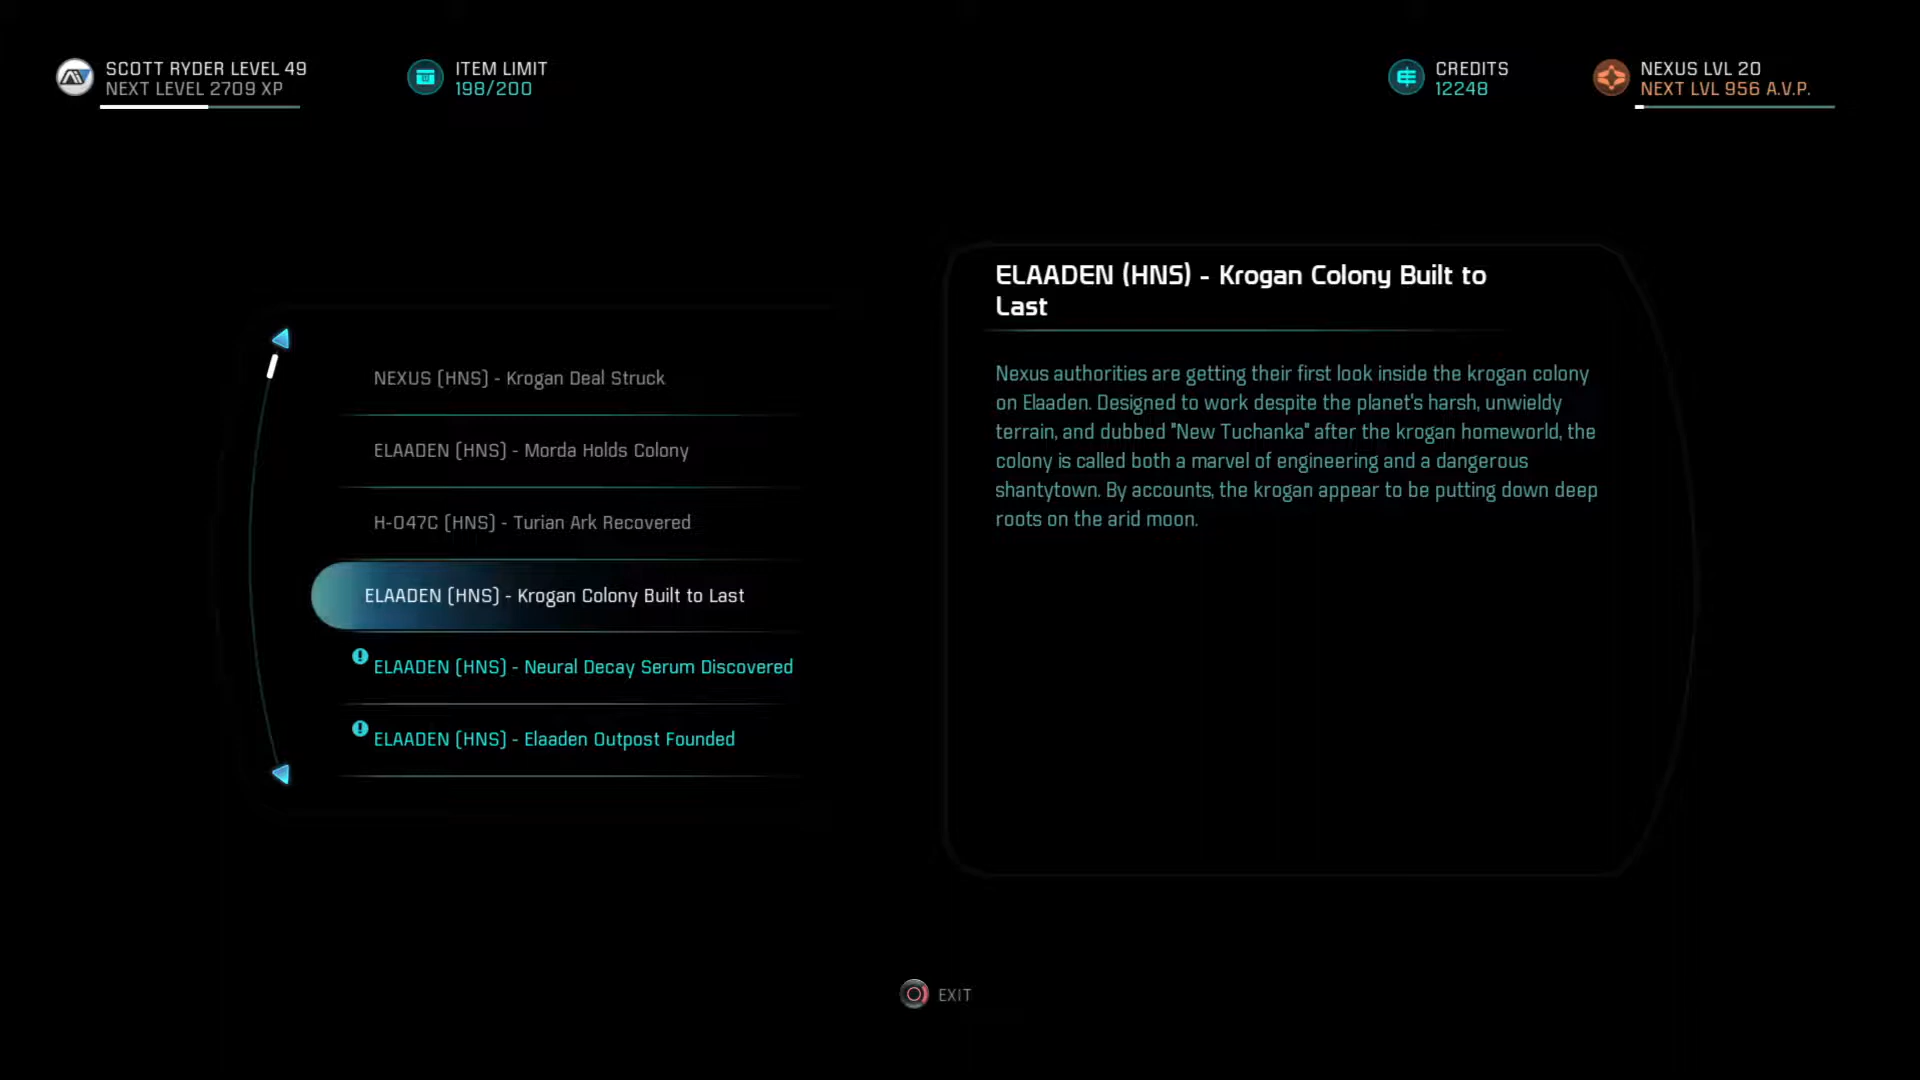 SCOTT RYDER LEVEL 49
NEXT LEVEL 2709 XP
ITEM LIMIT
198/200
CREDITS
12248
NEXUS LVL 20
NEXT LVL 956 A.V.P.
NEXUS (HNS) - Krogan Deal Struck
ELAADEN (HNS) - Morda Holds Colony
H-047C (HNS) - Turian Ark Recovered
ELAADEN (HNS) - Krogan Colony Built to Last
ELAADEN (HNS) - Neural Decay Serum Discovered
ELAADEN (HNS) - Elaaden Outpost Founded
ELAADEN (HNS) - Krogan Colony Built to
Last
Nexus authorities are getting their first look inside the krogan colony
on Elaaden. Designed to work despite the planet's harsh, unwieldy
terrain, and dubbed "New Tuchanka" after the krogan homeworld, the
colony is called both a marvel of engineering and a dangerous
shantytown. By accounts, the krogan appear to be putting down deep
roots on the arid moon.
EXIT